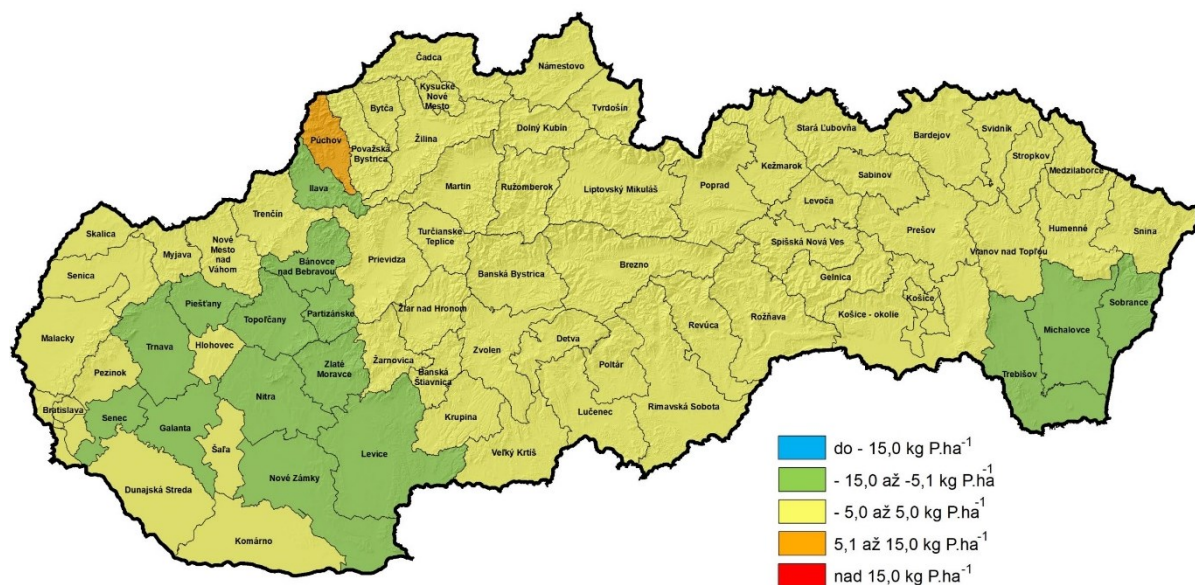 Čadca
Námestovo
Kysucké
Nové
Mesto
Tvrdošín
Bytča
Púchov
Považská
Bystrica
Žilina
Dolný Kubín
Stará Ľubovňa
Bardejov
Svidník
Stropkov
Medzilaborce
Kežmarok
Sabinov
Ilava
Martin
Ružomberok
Liptovský Mikuláš
Poprad
Levoča
Trenčín
Skalica
Myjava
Nové
Mesto
nad
Váhom
Turčianske
Teplice
Prešov
Humenné
Snina
Vranov nad Topľou
Spišská Nová Ves
Bánovce
nad Bebravou
Prievidza
Banská Bystrica
Brezno
Gelnica
Senica
Piešťany
Topoľčany
Partizánske
Žiar nad Hronom
Košice
Košice - okolie
Sobrance
Malacky
Hlohovec
Trnava
Zlaté
Moravce
Žarnovica
Banská
Štiavnica
Zvolen
Detva
Poltár
Revúca
Rožňava
Michalovce
Trebišov
Pezinok
Bratislava
Senec
Galanta
Nitra
Šaľa
Levice
Krupina
Lučenec
Rimavská Sobota
Veľký Krtíš
Nové Zámky
Dunajská Streda
Komárno
do - 15,0 kg P.ha-1
- 15,0 až -5,1 kg P.ha-1
- 5,0 až 5,0 kg P.ha-1
5,1 až 15,0 kg P.ha-1
nad 15,0 kg P.ha-1